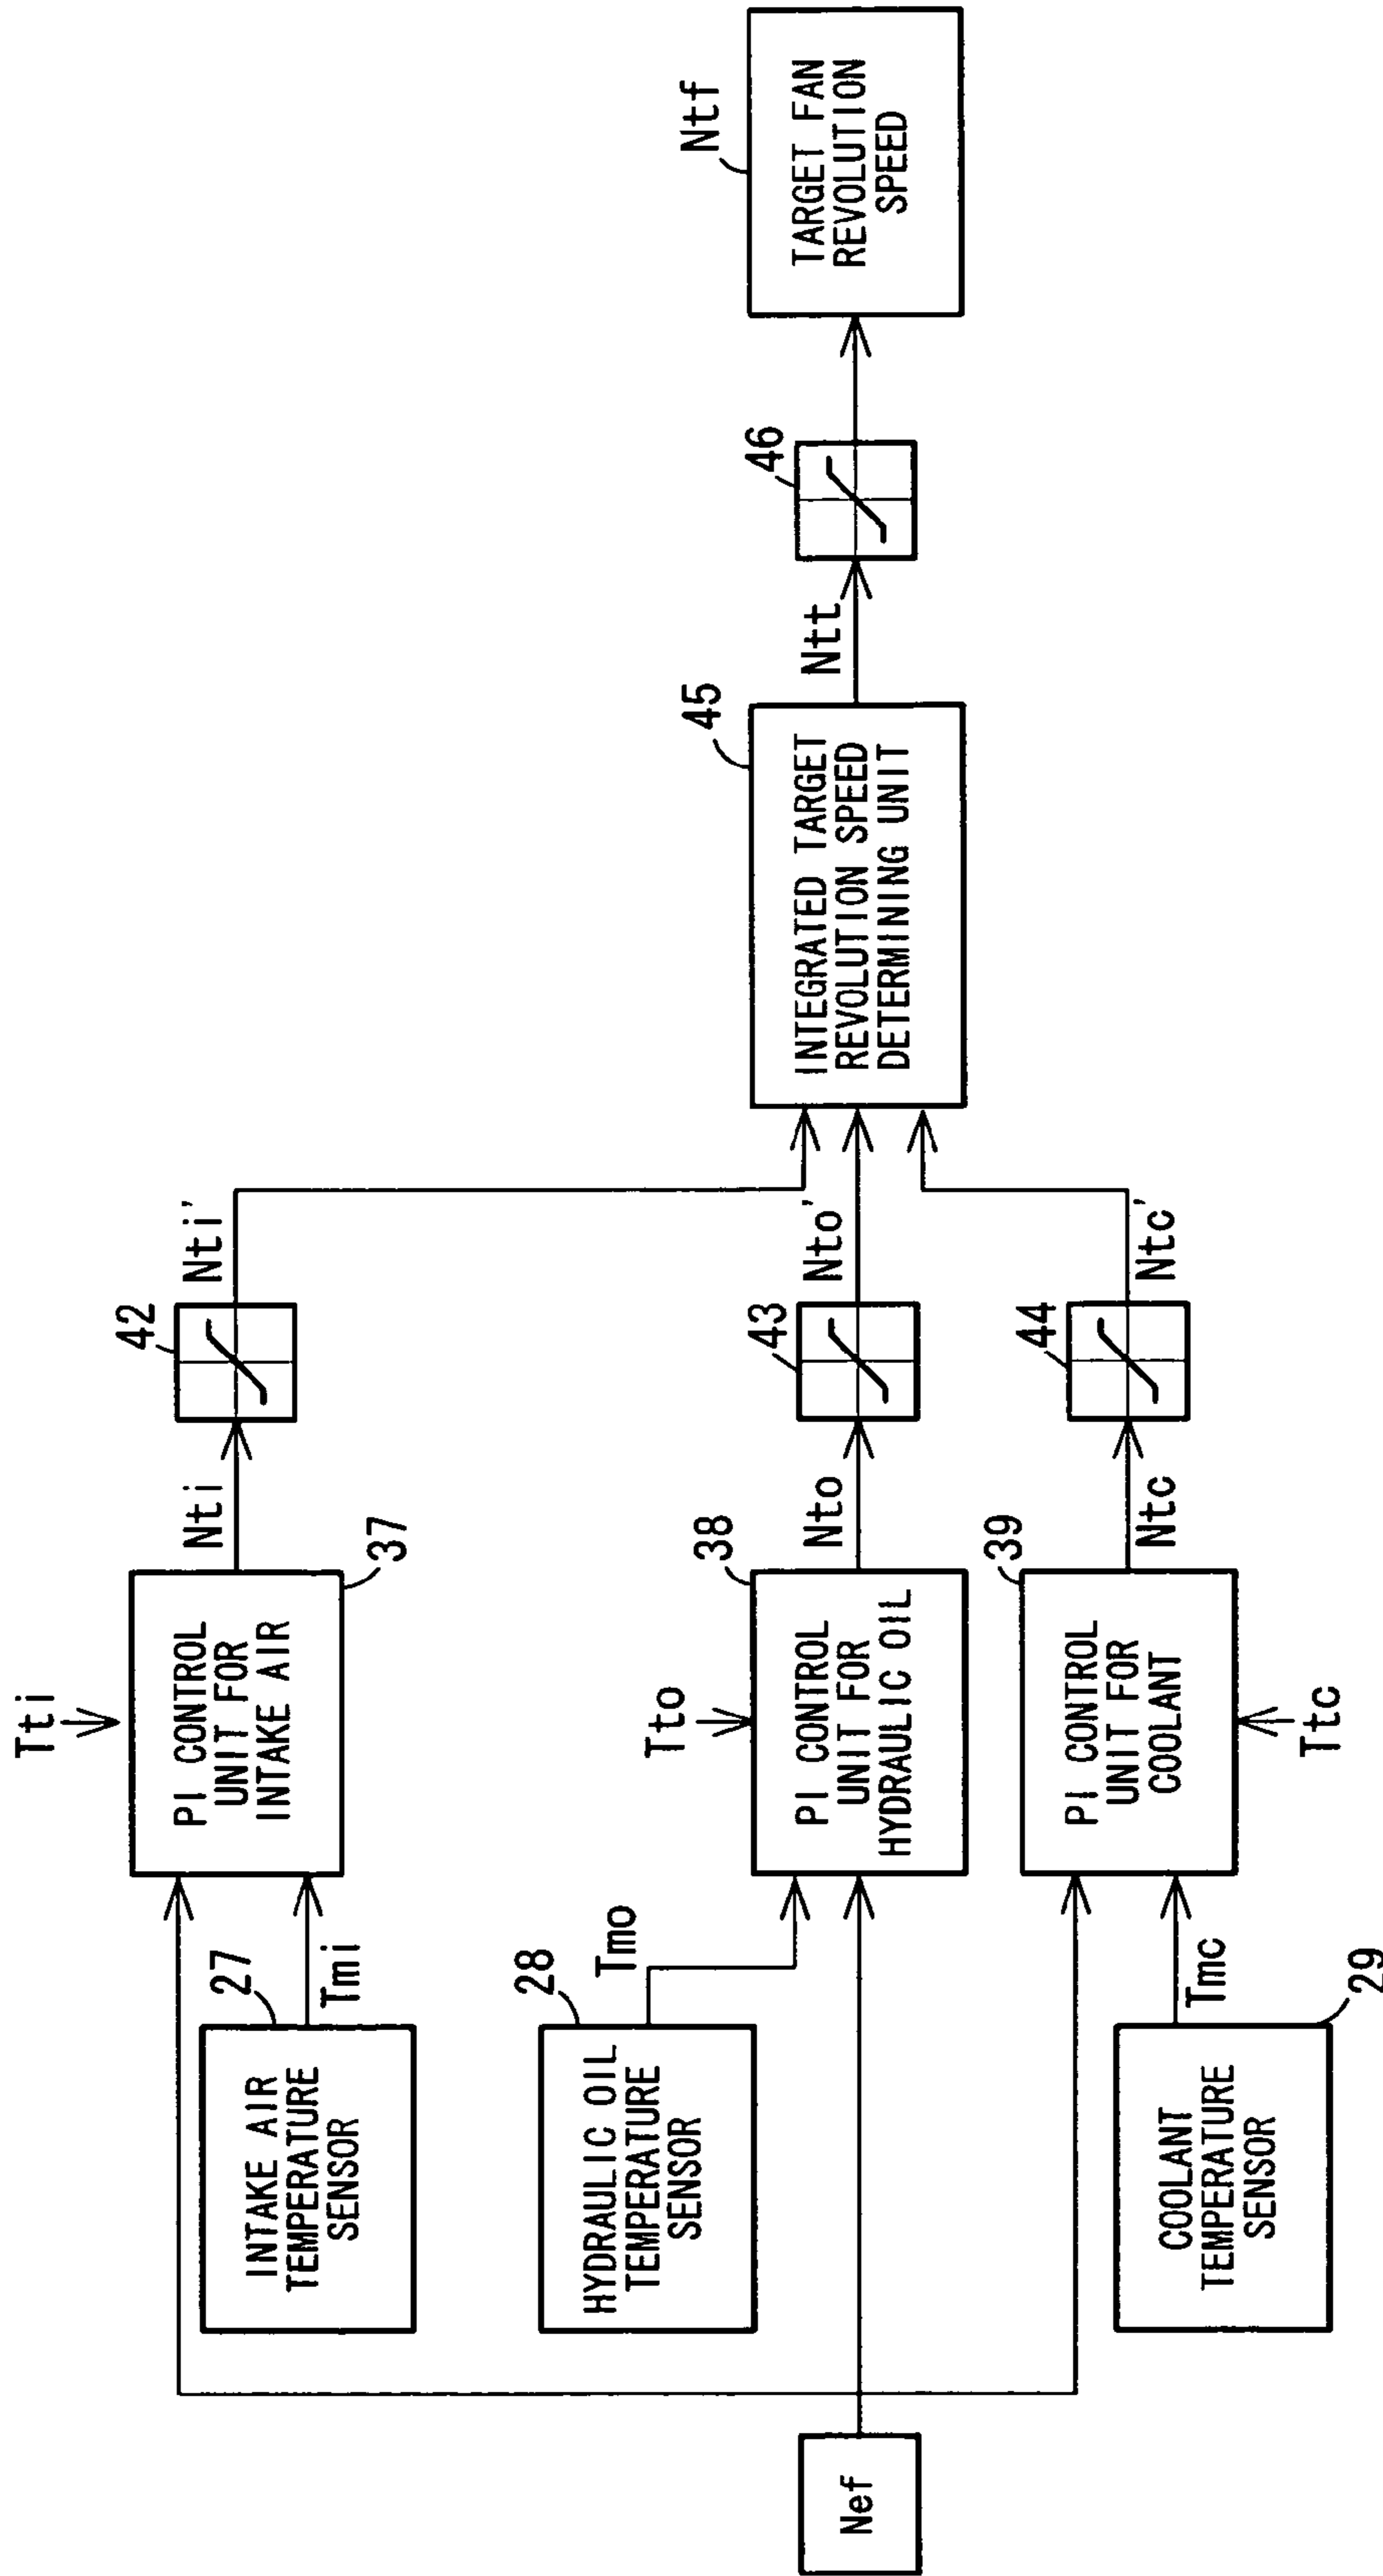 Nef
27
INTAKE AIR
TEMPERATURE
SENSOR
Tmi
28
HYDRAULIC OIL
TEMPERATURE
SENSOR
Tmo
COOLANT
TEMPERATURE
SENSOR
29
Tmc
Tti
PI CONTROL
UNIT FOR
INTAKE AIR
37
Tto
38
PI CONTROL
UNIT FOR
HYDRAULIC OIL
39
PI CONTROL
UNIT FOR
COOLANT
Ttc
Nti
42
Nti'
Nto
43
Nto'
Ntc
44
Ntc'
45
INTEGRATED TARGET
REVOLUTION SPEED
DETERMINING UNIT
Ntt
46
Ntf
TARGET FAN
REVOLUTION
SPEED